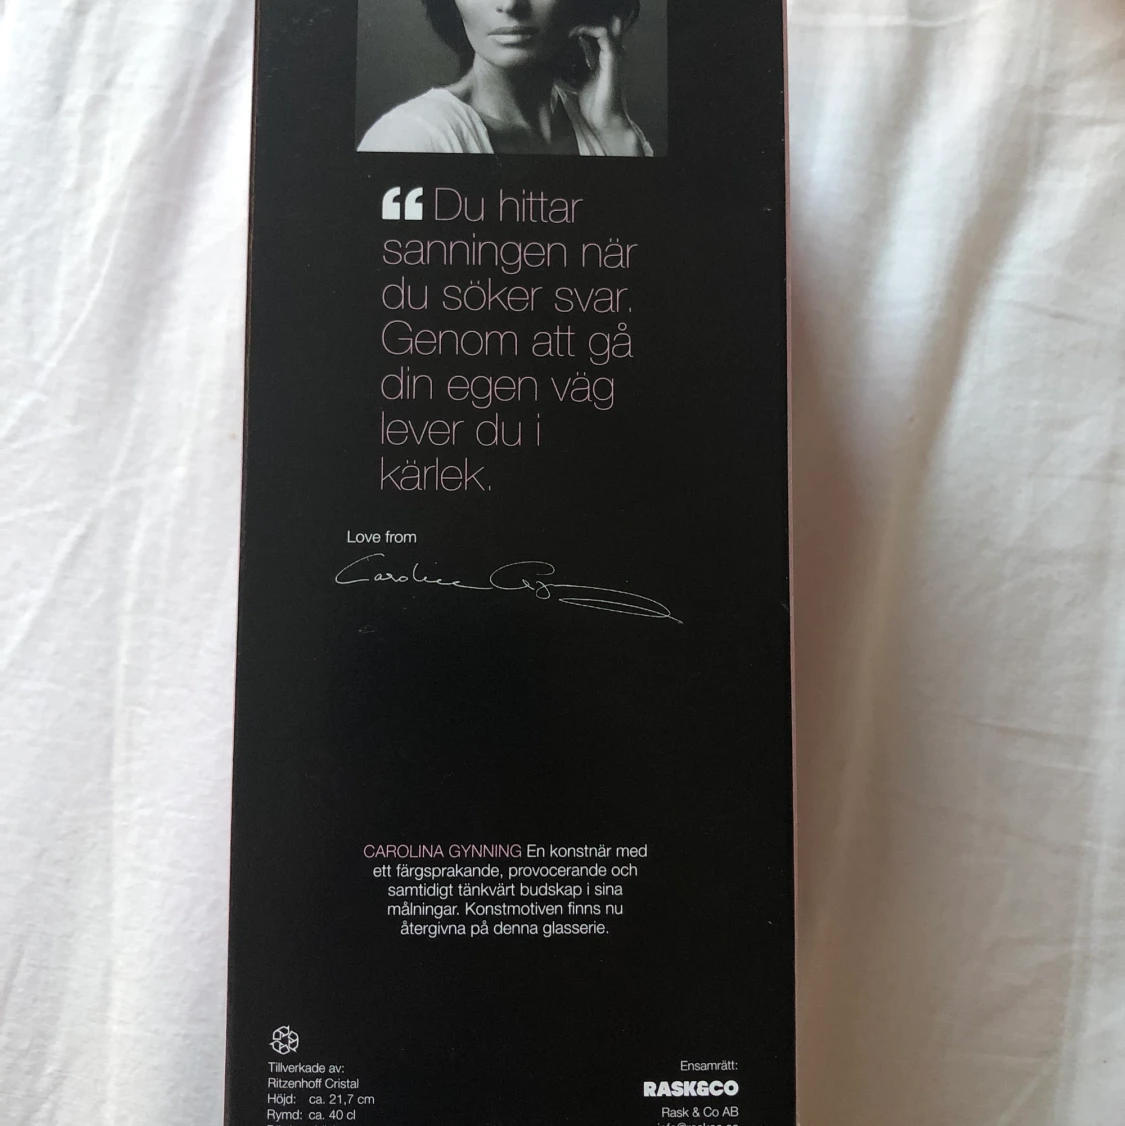 “Du hittar
sanningen när
du söker svar.
Genom att gå
din egen väg
lever du i
kärlek.
Love from
Carolina Gynning
CAROLINA GYNNING En konstnär med
ett färgsprakande, provocerande och
samtidigt tänkvärt budskap i sina
målningar. Konstmotiven finns nu
återgivna på denna glasserie.
Tillverkade av:
Ritzenhoff Cristal
Höjd: ca. 21,7 cm
Rymd: ca. 40 cl
Ensamrätt:
RASK&CO
Rask & Co AB